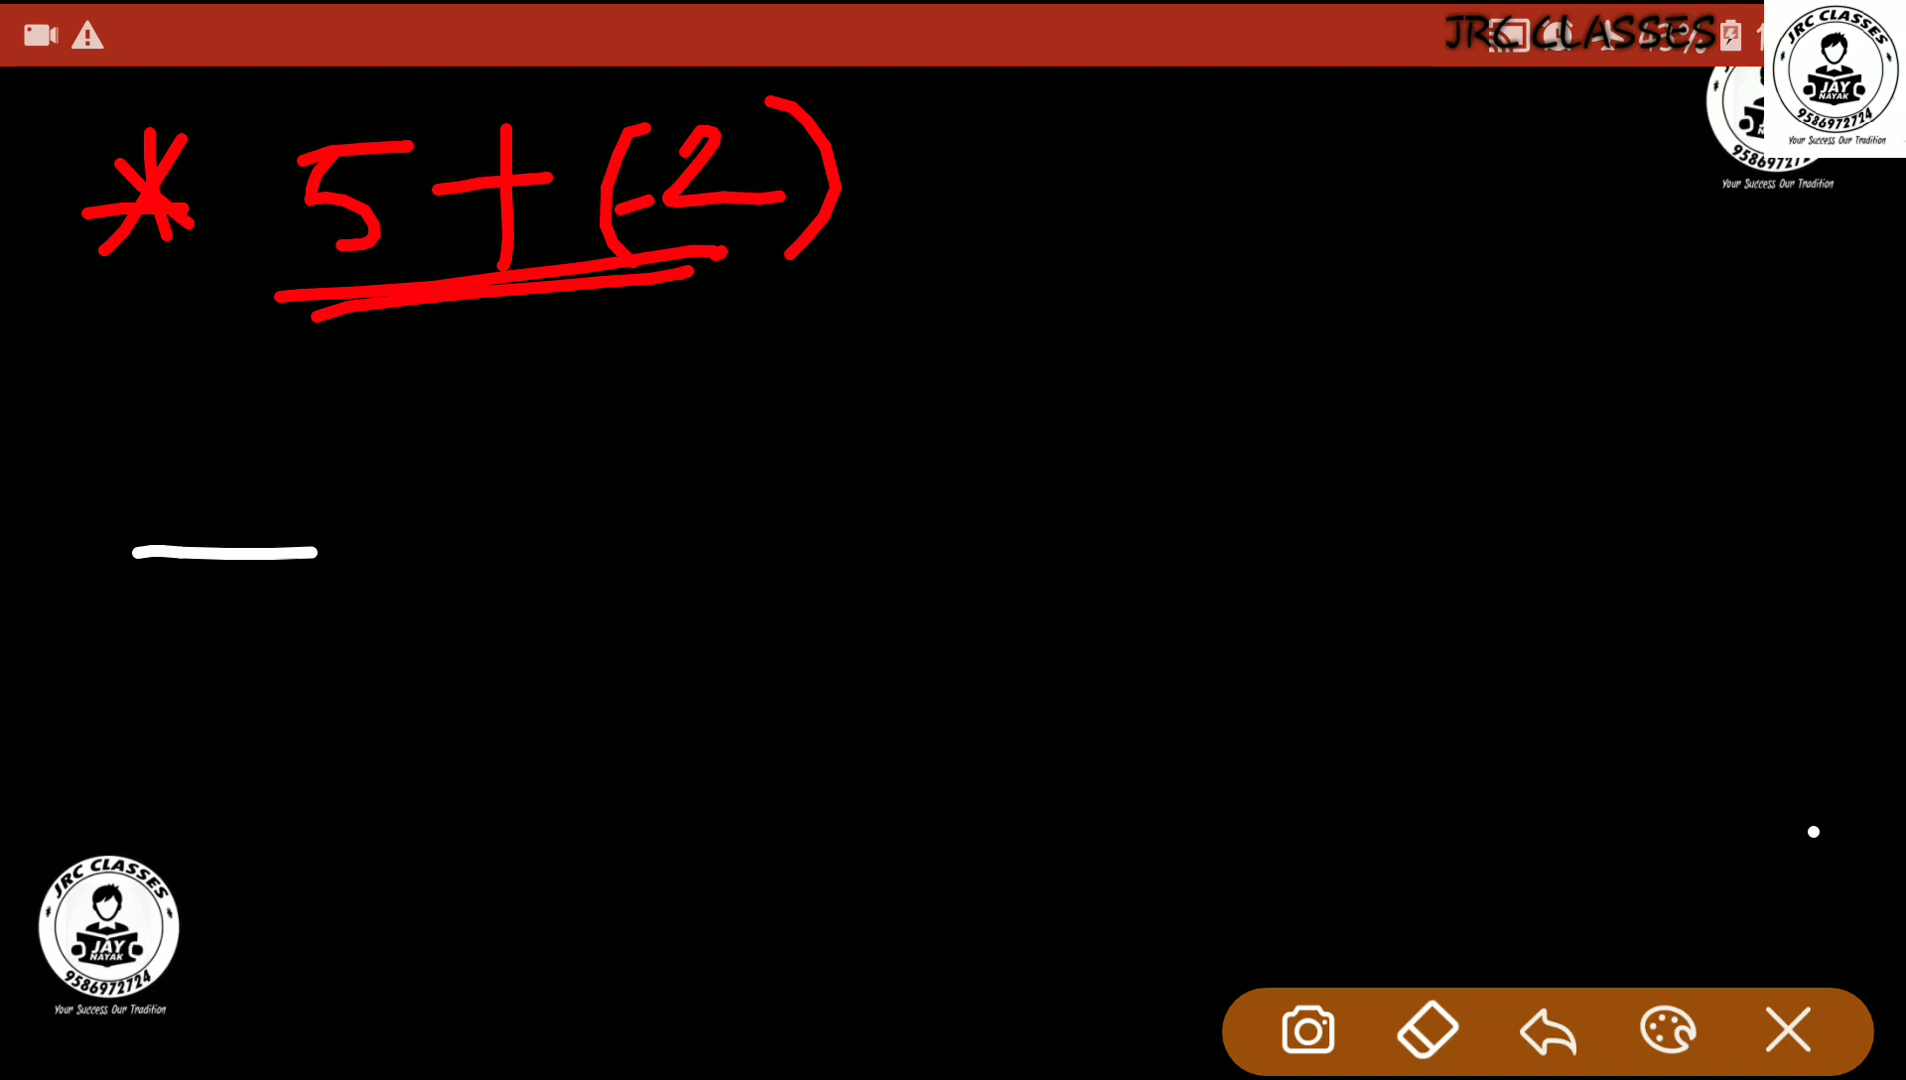 JRC CLASSES 43%
JRC CLASSES
JAY
NAYAK
9586972724
Your Success Our Tradition
Your Success Our Tradition
* 5+(-2)
JRC CLASSES
JAY
NAYAK
9586972724
Your Success Our Tradition